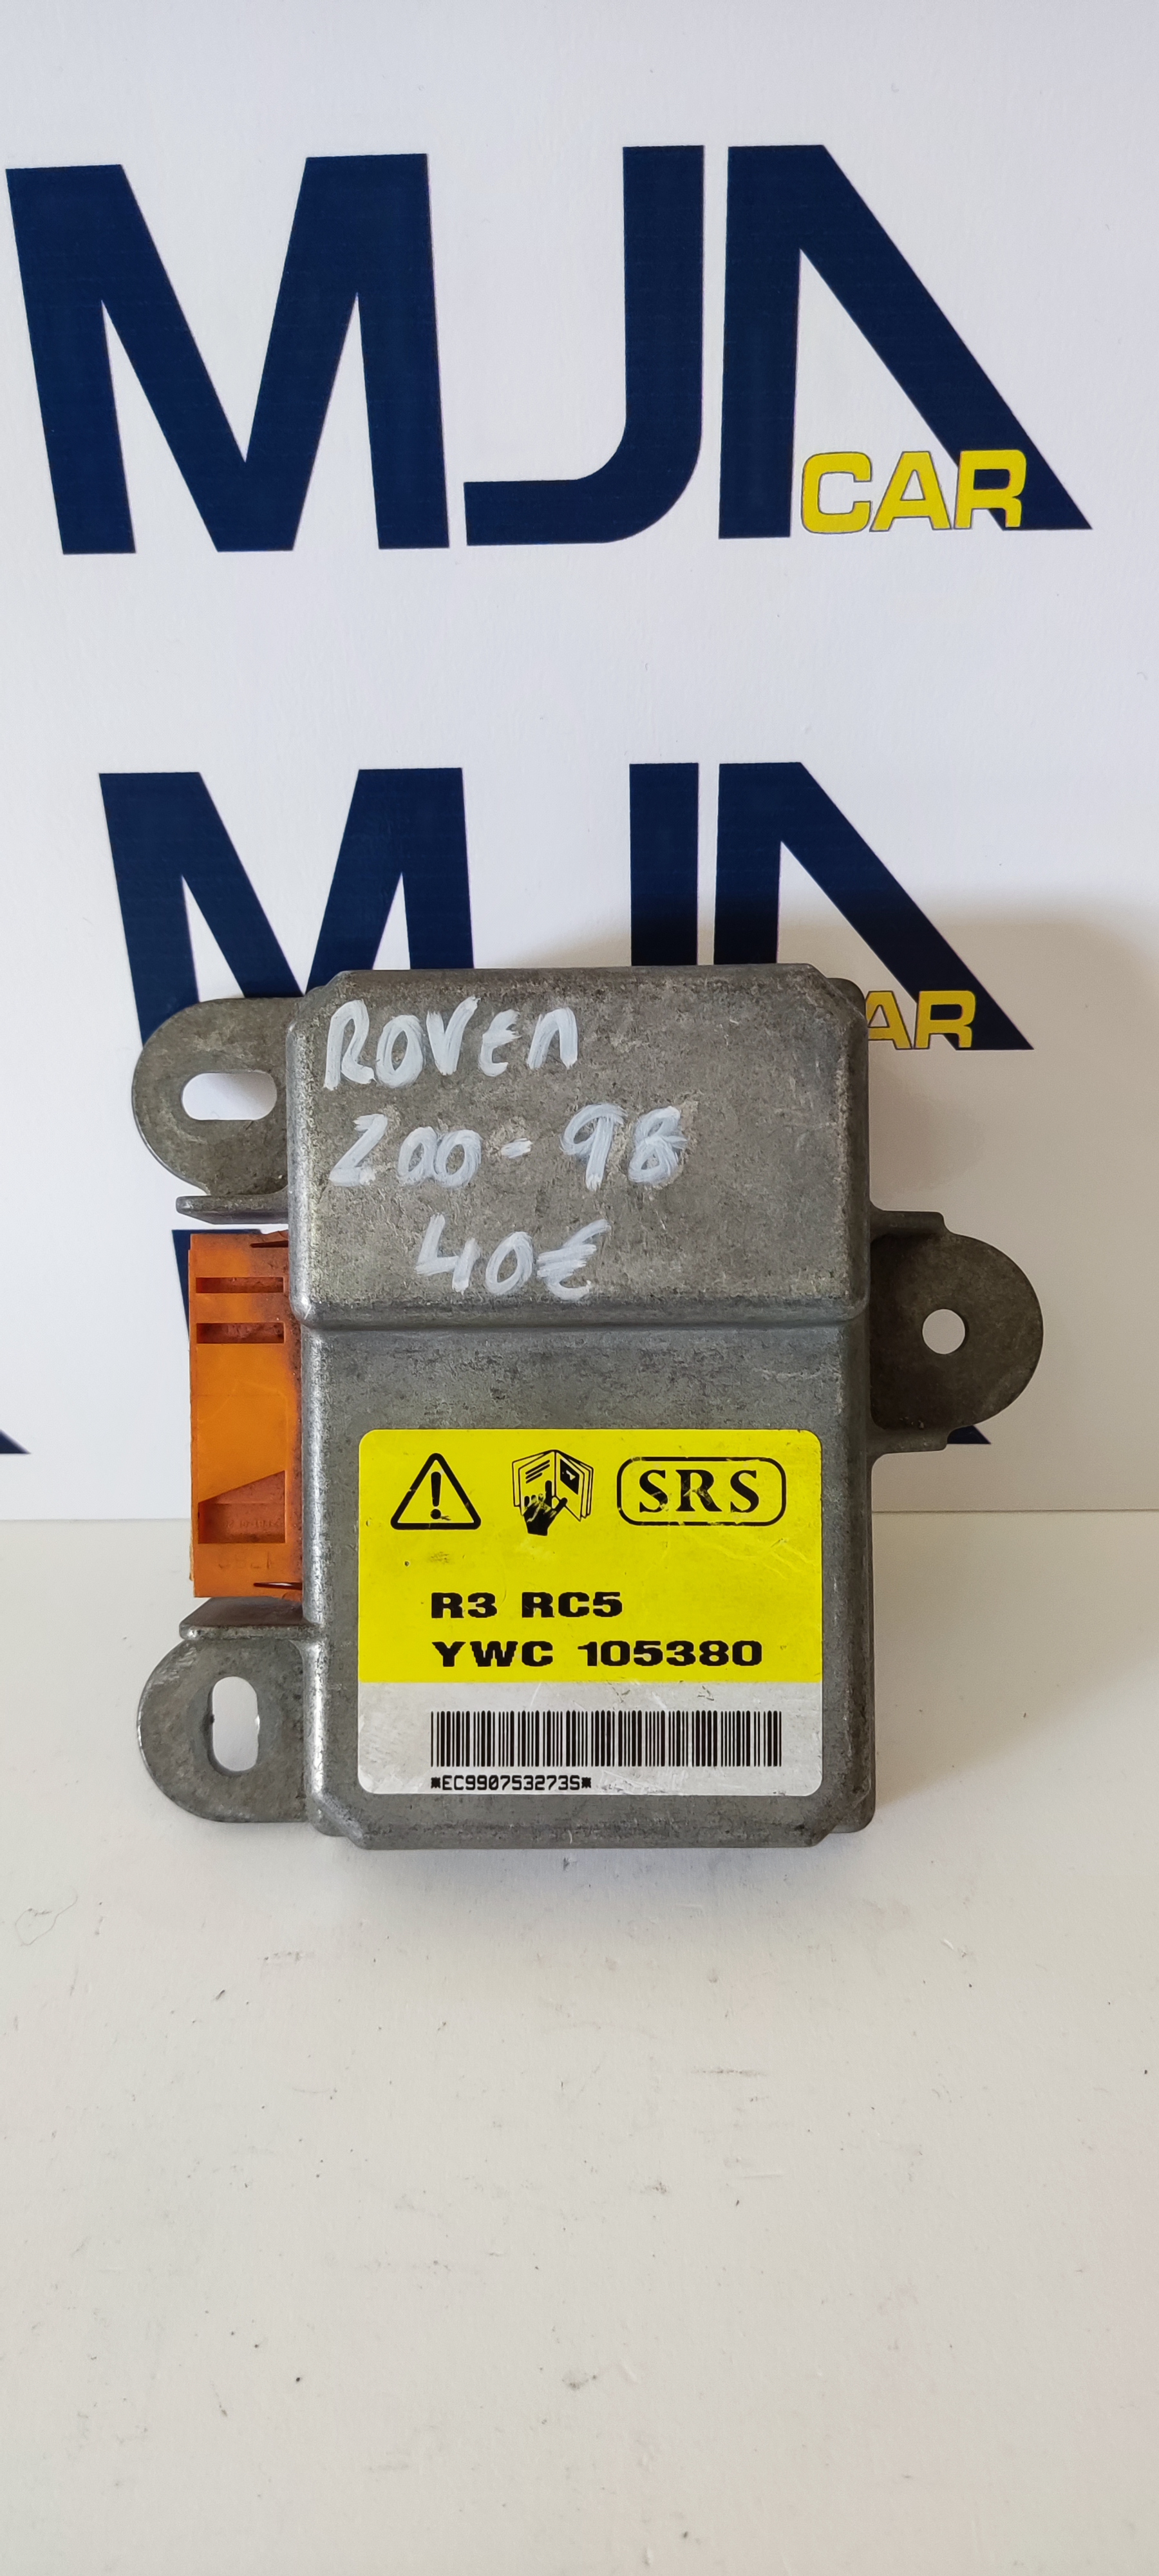 MJA
CAR
MJA
CAR
ROVER
200-98
40€
SRS
R3 RC5
YWC 105380
*EC990753273S*